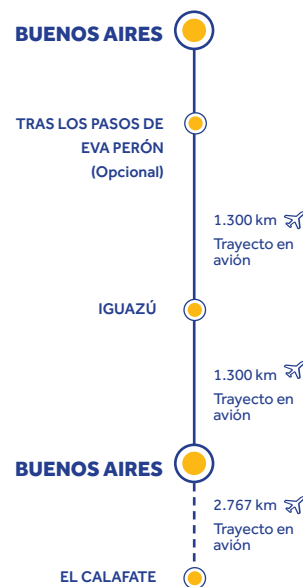 BUENOS AIRES
TRAS LOS PASOS DE
EVA PERÓN
(Opcional)
1.300 km
Trayecto en
avión
IGUAZÚ
1.300 km
Trayecto en
avión
BUENOS AIRES
2.767 km
Trayecto en
avión
EL CALAFATE